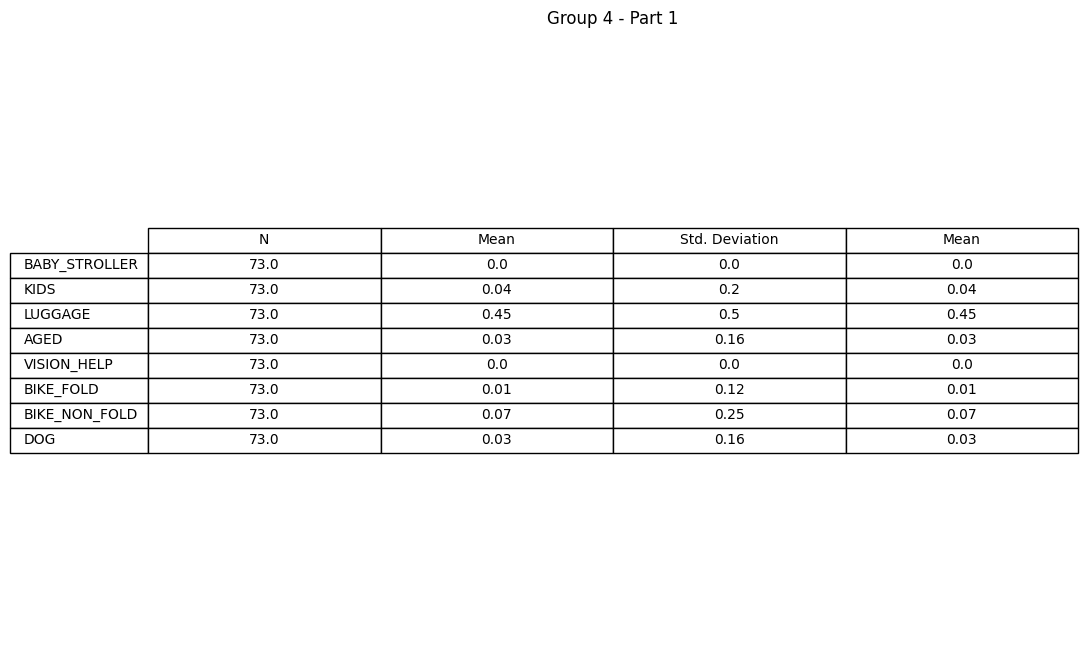 Group 4 - Part 1
N Mean Std. Deviation Mean
BABY_STROLLER 73.0 0.0 0.0 0.0
KIDS 73.0 0.04 0.2 0.04
LUGGAGE 73.0 0.45 0.5 0.45
AGED 73.0 0.03 0.16 0.03
VISION_HELP 73.0 0.0 0.0 0.0
BIKE_FOLD 73.0 0.01 0.12 0.01
BIKE_NON_FOLD 73.0 0.07 0.25 0.07
DOG 73.0 0.03 0.16 0.03